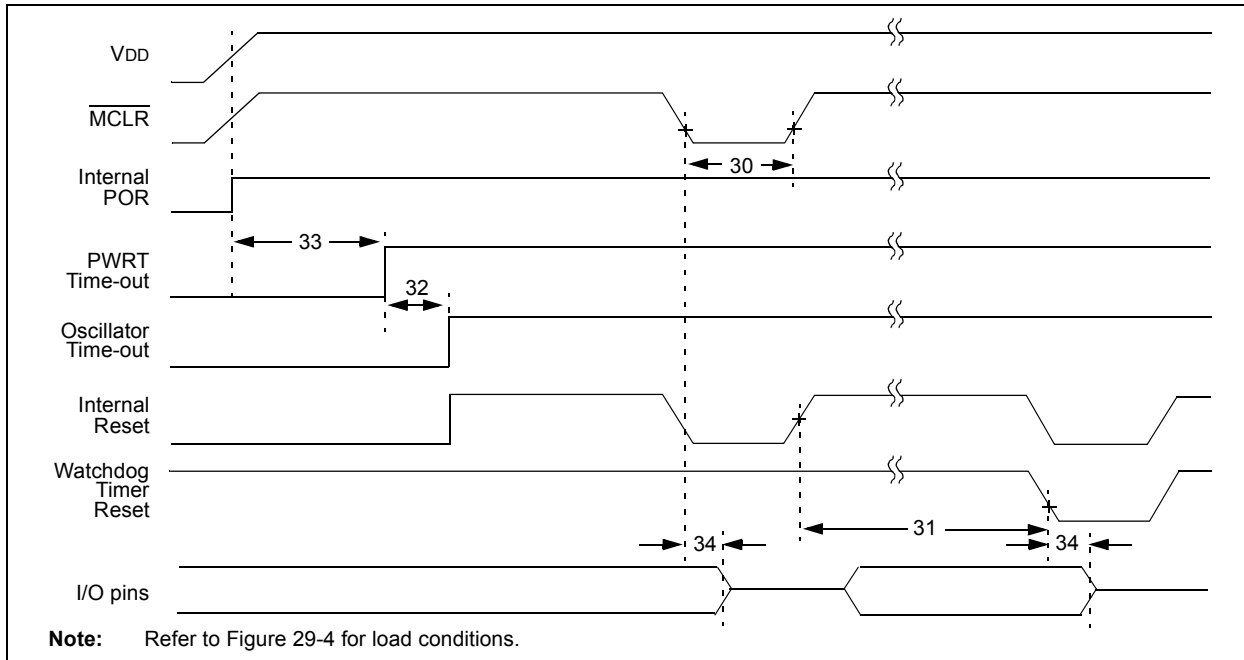 VDD
MCLR
30
Internal
POR
33
PWRT
Time-out
32
Oscillator
Time-out
Internal
Reset
Watchdog
Timer
Reset
31
34
34
I/O pins
Note: Refer to Figure 29-4 for load conditions.